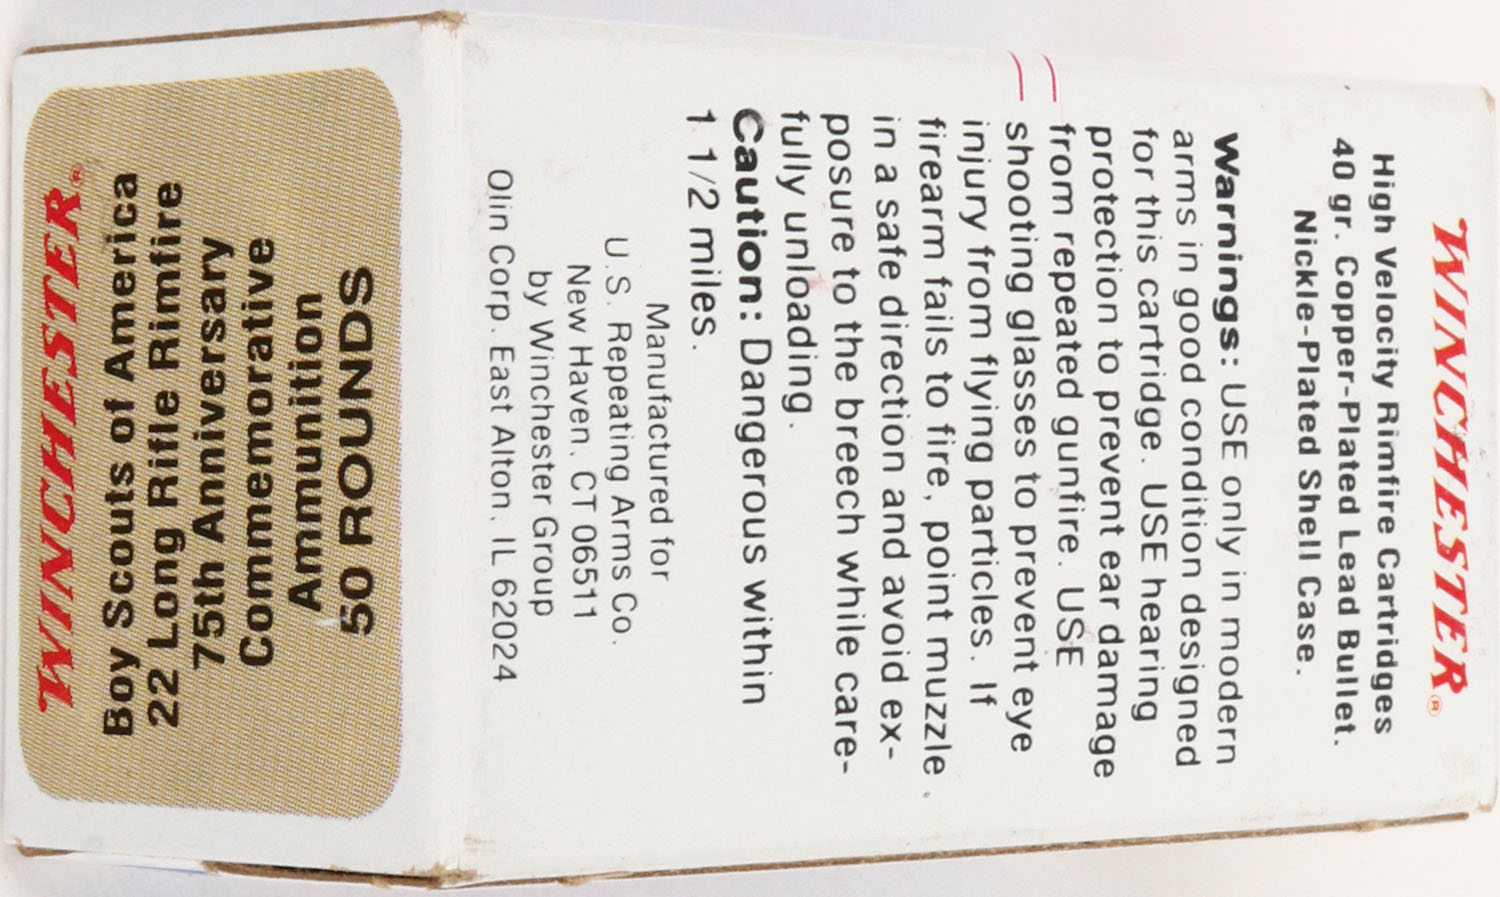 WINCHESTER®
Boy Scouts of America
22 Long Rifle Rimfire
75th Anniversary
Commemorative
Ammunition
50 ROUNDS
WINCHESTER®
High Velocity Rimfire Cartridges
40 gr. Copper-Plated Lead Bullet.
Nickle-Plated Shell Case.
Warnings: USE only in modern
arms in good condition designed
for this cartridge. USE hearing
protection to prevent ear damage
from repeated gunfire. USE
shooting glasses to prevent eye
injury from flying particles. If
firearm fails to fire, point muzzle
in a safe direction and avoid ex-
posure to the breech while care-
fully unloading.
Caution: Dangerous within
1 1/2 miles.
Manufactured for
U.S. Repeating Arms Co.
New Haven, CT 06511
by Winchester Group
Olin Corp. East Alton, IL 62024